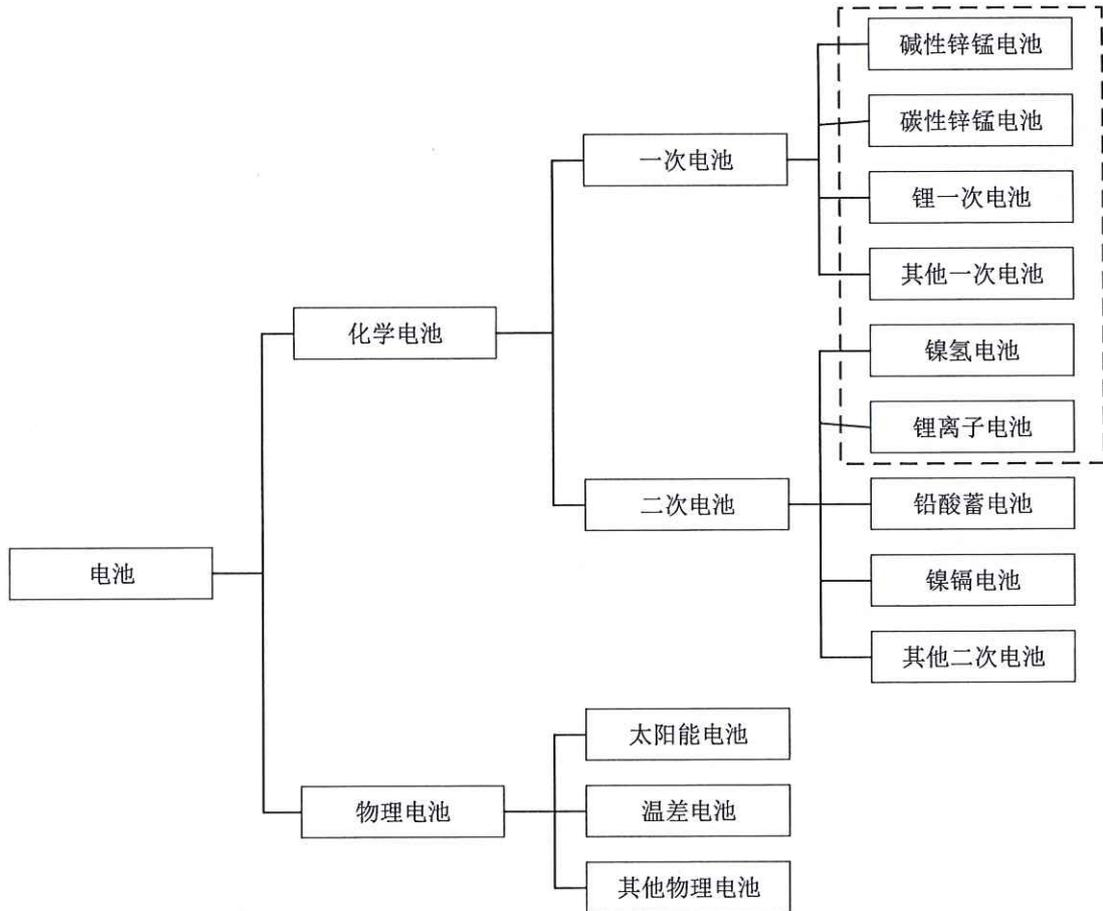 碱性锌锰电池
碳性锌锰电池
一次电池
锂一次电池
其他一次电池
化学电池
镍氢电池
锂离子电池
二次电池
铅酸蓄电池
电池
镍镉电池
其他二次电池
太阳能电池
物理电池
温差电池
其他物理电池